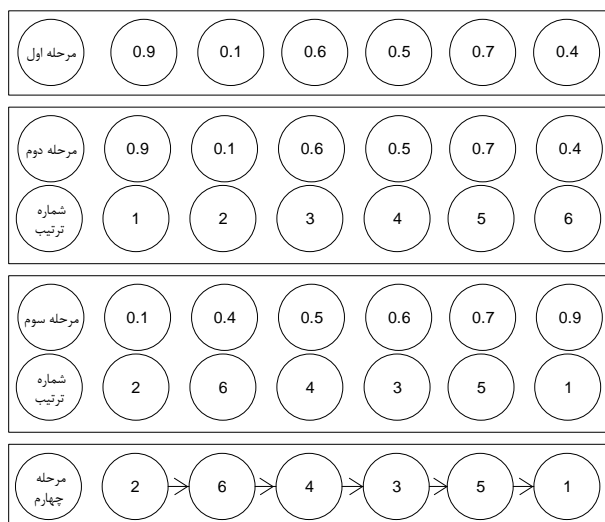 مرحله اول 0.9 0.1 0.6 0.5 0.7 0.4
مرحله دوم 0.9 0.1 0.6 0.5 0.7 0.4
شماره
ترتیب
1 2 3 4 5 6
مرحله سوم 0.1 0.4 0.5 0.6 0.7 0.9
شماره
ترتیب
2 6 4 3 5 1
مرحله
چهارم
2 6 4 3 5 1